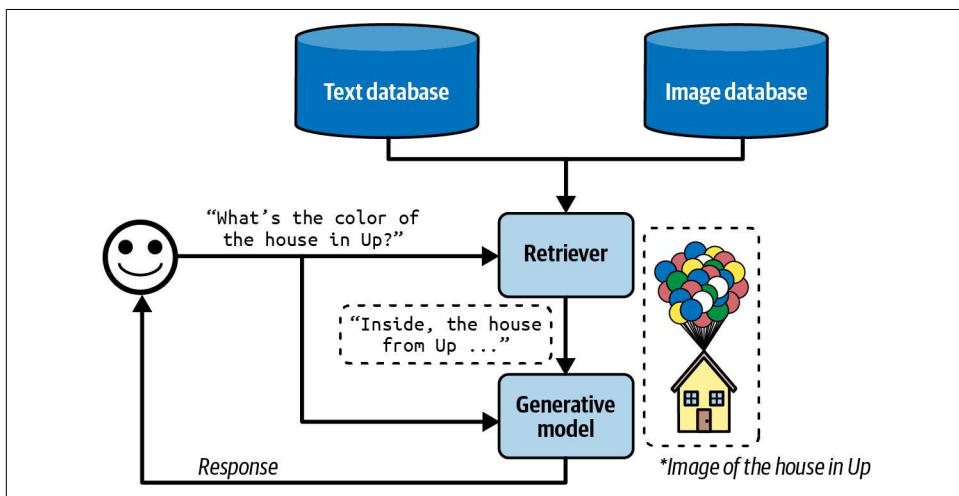 Text database
Image database
“What’s the color of
the house in Up?”
Retriever
“Inside, the house
from Up ...”
Generative
model
Response
*Image of the house in Up